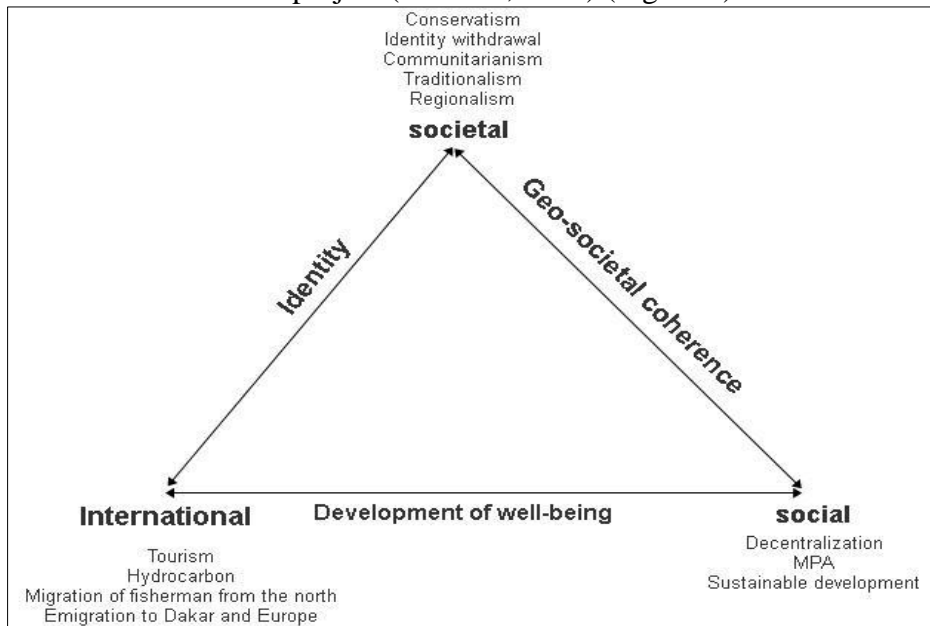 Conservatism
Identity withdrawal
Communitarianism
Traditionalism
Regionalism
societal
Identity
Geo-societal coherence
International
Development of well-being
social
Tourism
Hydrocarbon
Migration of fisherman from the north
Emigration to Dakar and Europe
Decentralization
MPA
Sustainable development